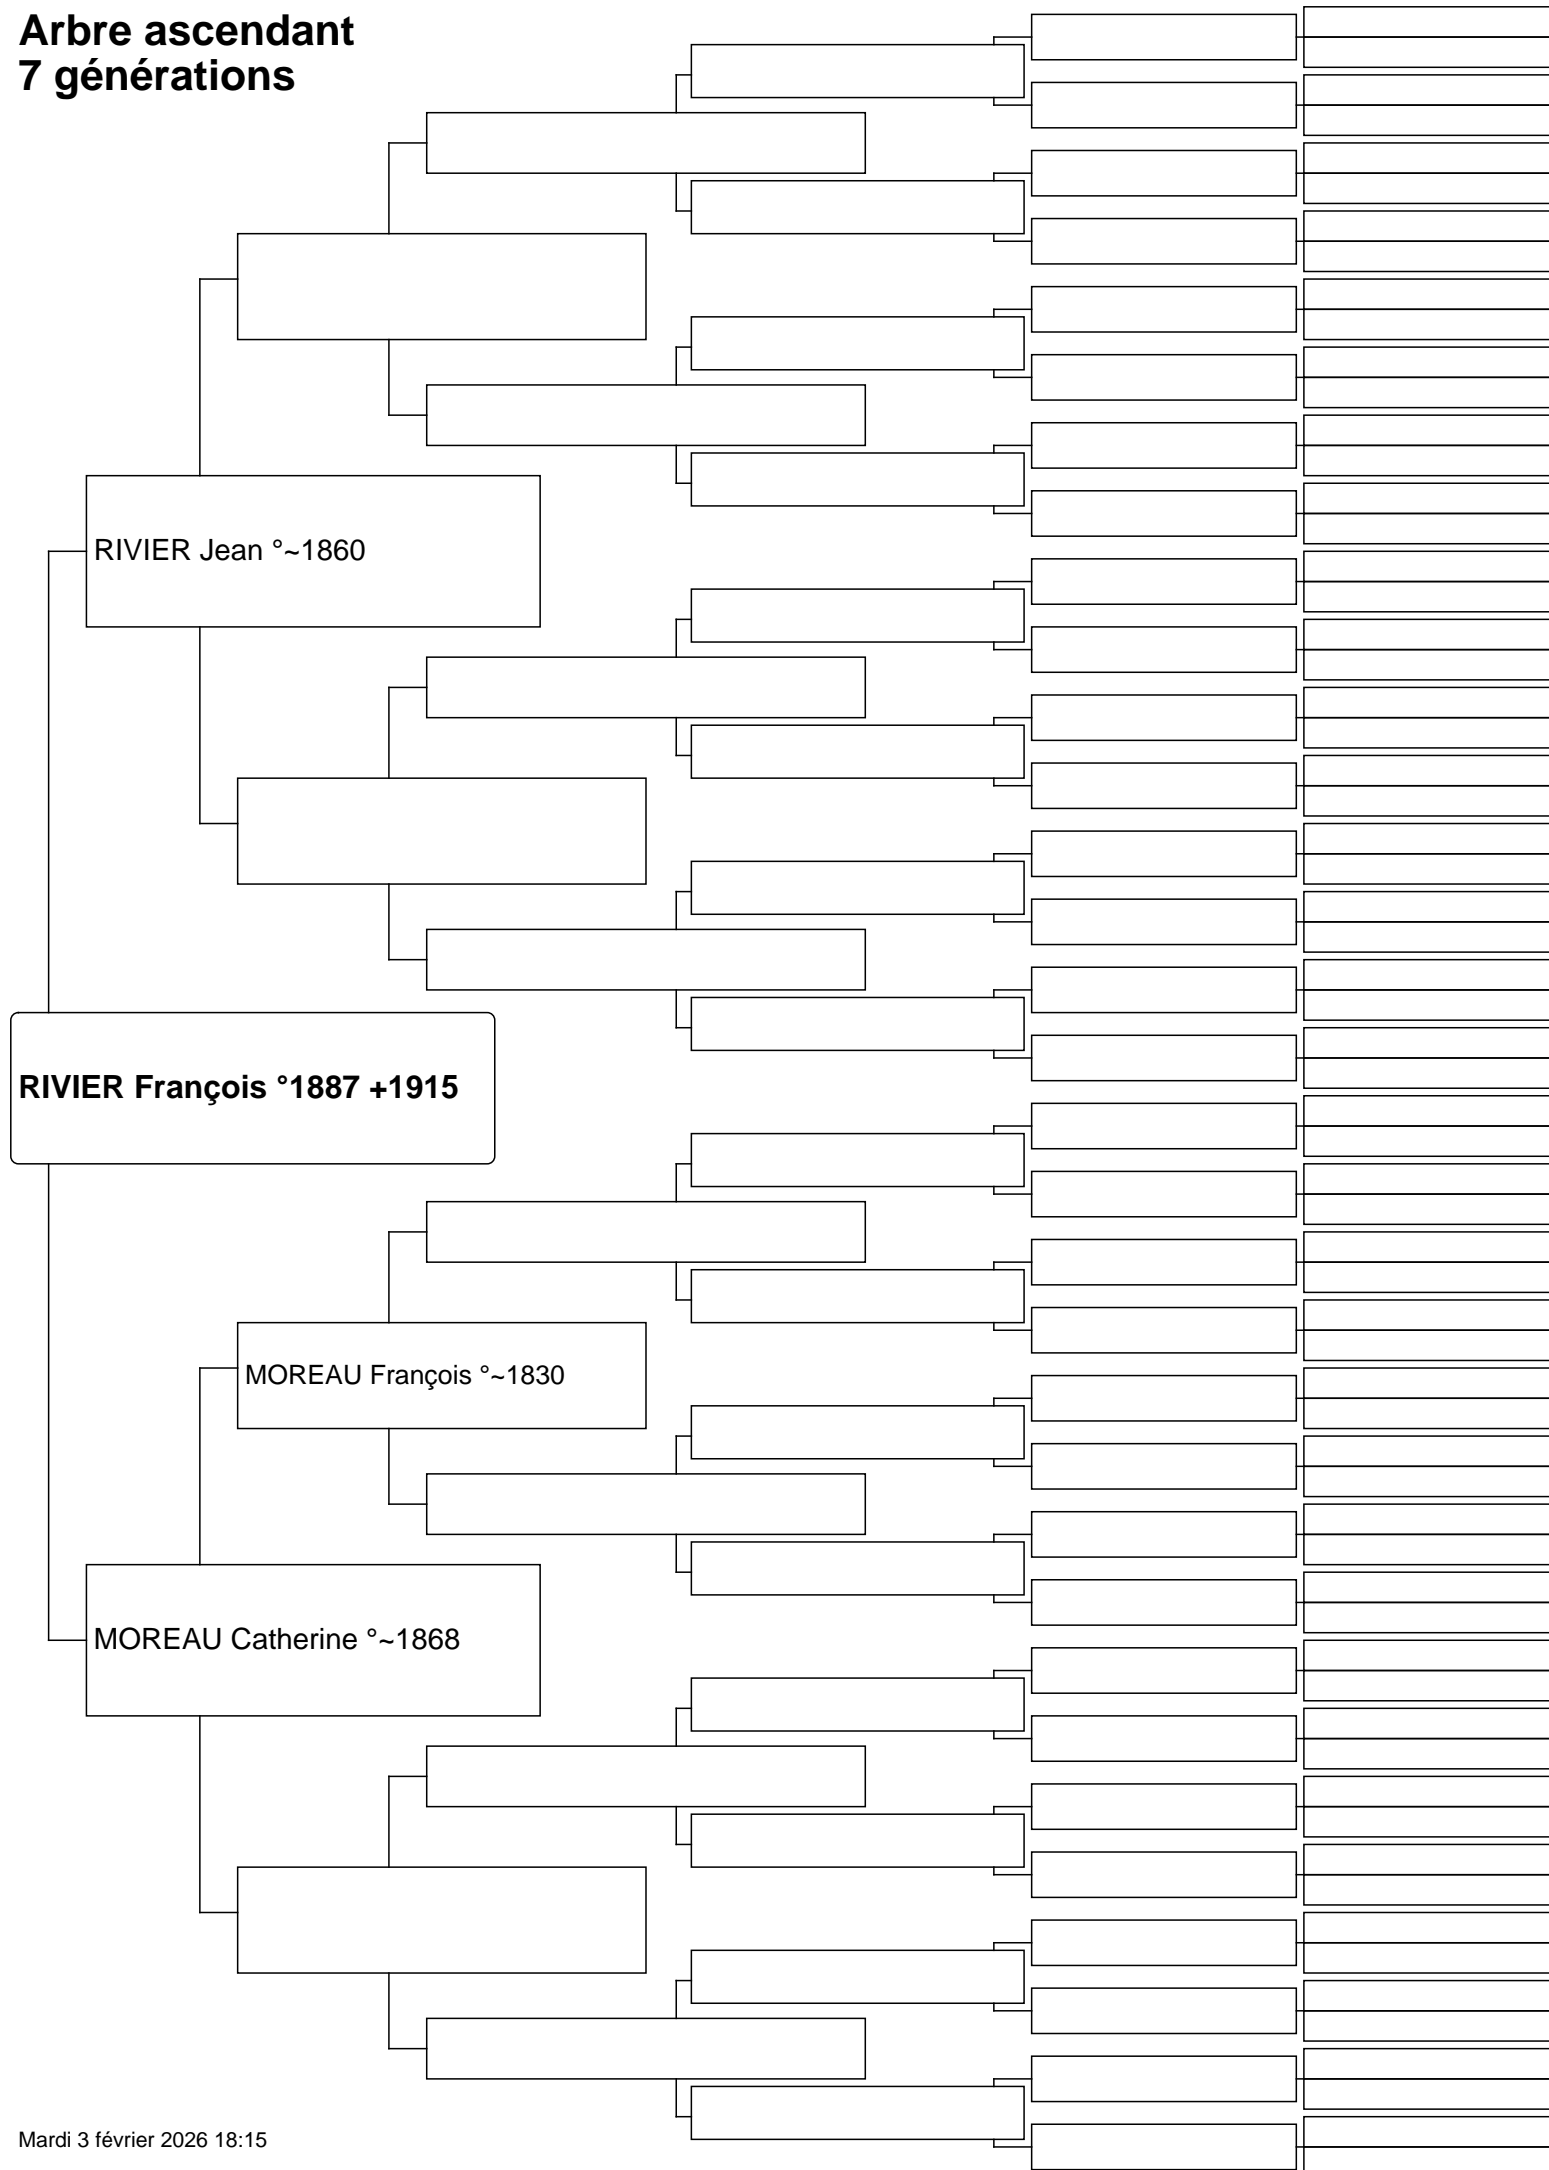 Arbre ascendant
7 générations
RIVIER Jean °~1860
RIVIER François °1887 +1915
MOREAU François °~1830
MOREAU Catherine °~1868
Mardi 3 février 2026 18:15